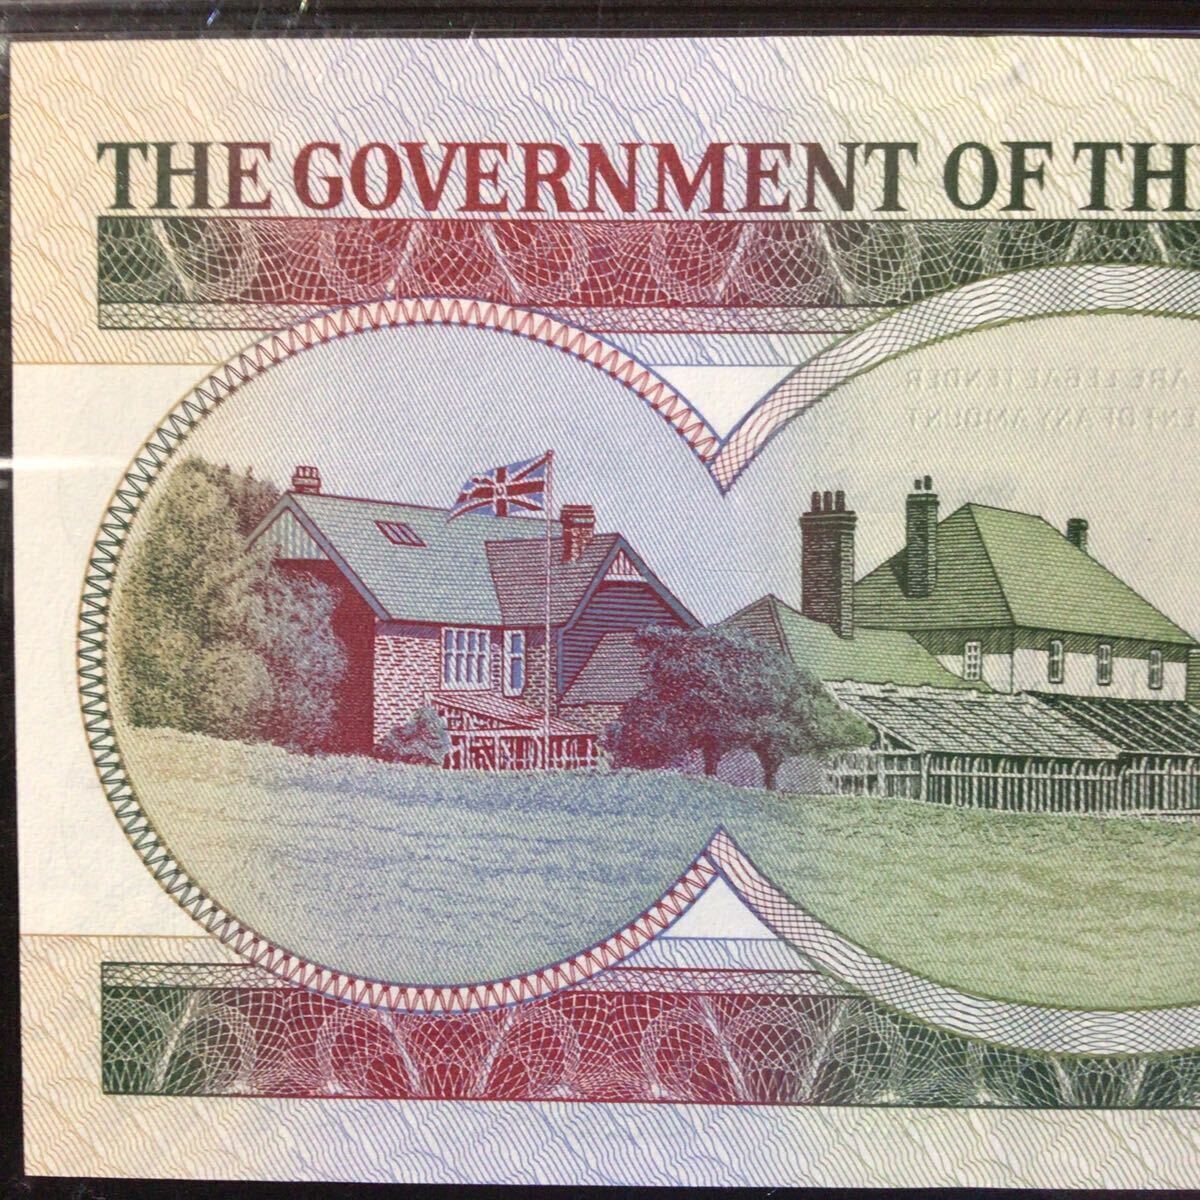 THE GOVERNMENT OF TH